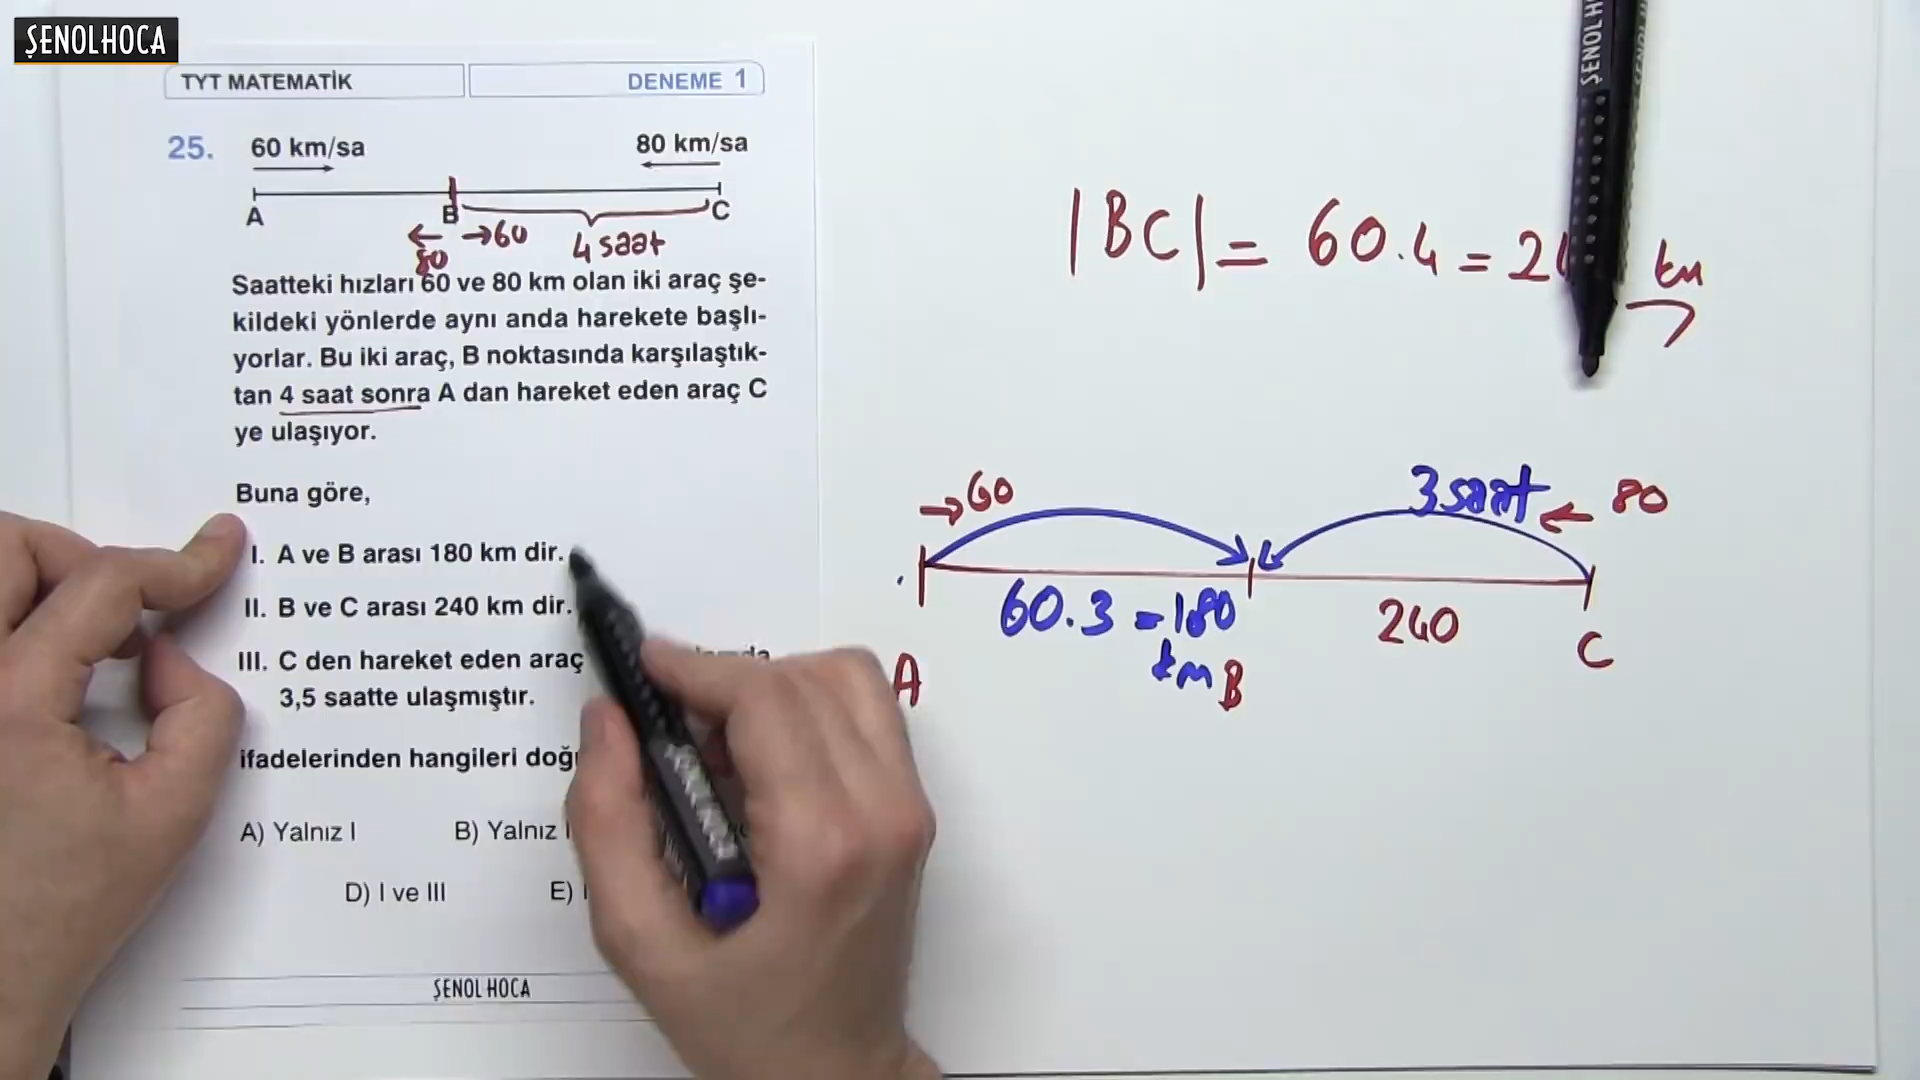 ŞENOLHOCA
TYT MATEMATİK
DENEME 1
25.
60 km/sa
80 km/sa
A
B
C
80
→60
4 saat
Saatteki hızları 60 ve 80 km olan iki araç şe-
kildeki yönlerde aynı anda harekete başlı-
yorlar. Bu iki araç, B noktasında karşılaştık-
tan 4 saat sonra A dan hareket eden araç C
ye ulaşıyor.
Buna göre,
I. A ve B arası 180 km dir.
II. B ve C arası 240 km dir.
III. C den hareket eden araç
3,5 saatte ulaşmıştır.
ifadelerinden hangileri
A) Yalnız I
B) Yalnız
D) I ve III
E)
ŞENOL HOCA
|BC| = 60.4 = km
→60
3 saat
← 80
60.3 = 180
km
240
A
B
C
ŞENOLH